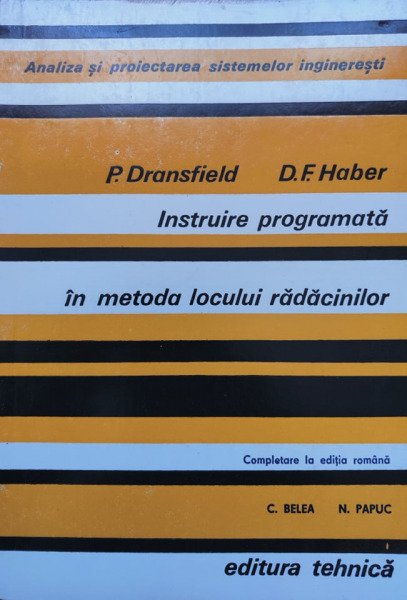 Analiza și proiectarea sistemelor inginerești
P. Dransfield D.F. Haber
Instruire programată
în metoda locului rădăcinilor
Completare la ediția română
C. BELEA N. PAPUC
editura tehnică